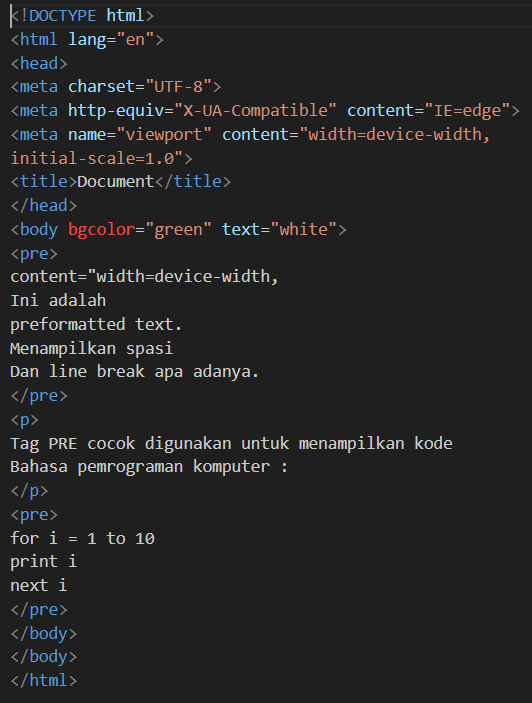 <!DOCTYPE html>
<html lang="en">
<head>
<meta charset="UTF-8">
<meta http-equiv="X-UA-Compatible" content="IE=edge">
<meta name="viewport" content="width=device-width,
initial-scale=1.0">
<title>Document</title>
</head>
<body bgcolor="green" text="white">
<pre>
content="width=device-width,
Ini adalah
preformatted text.
Menampilkan spasi
Dan line break apa adanya.
</pre>
<p>
Tag PRE cocok digunakan untuk menampilkan kode
Bahasa pemrograman komputer :
</p>
<pre>
for i = 1 to 10
print i
next i
</pre>
</body>
</body>
</html>